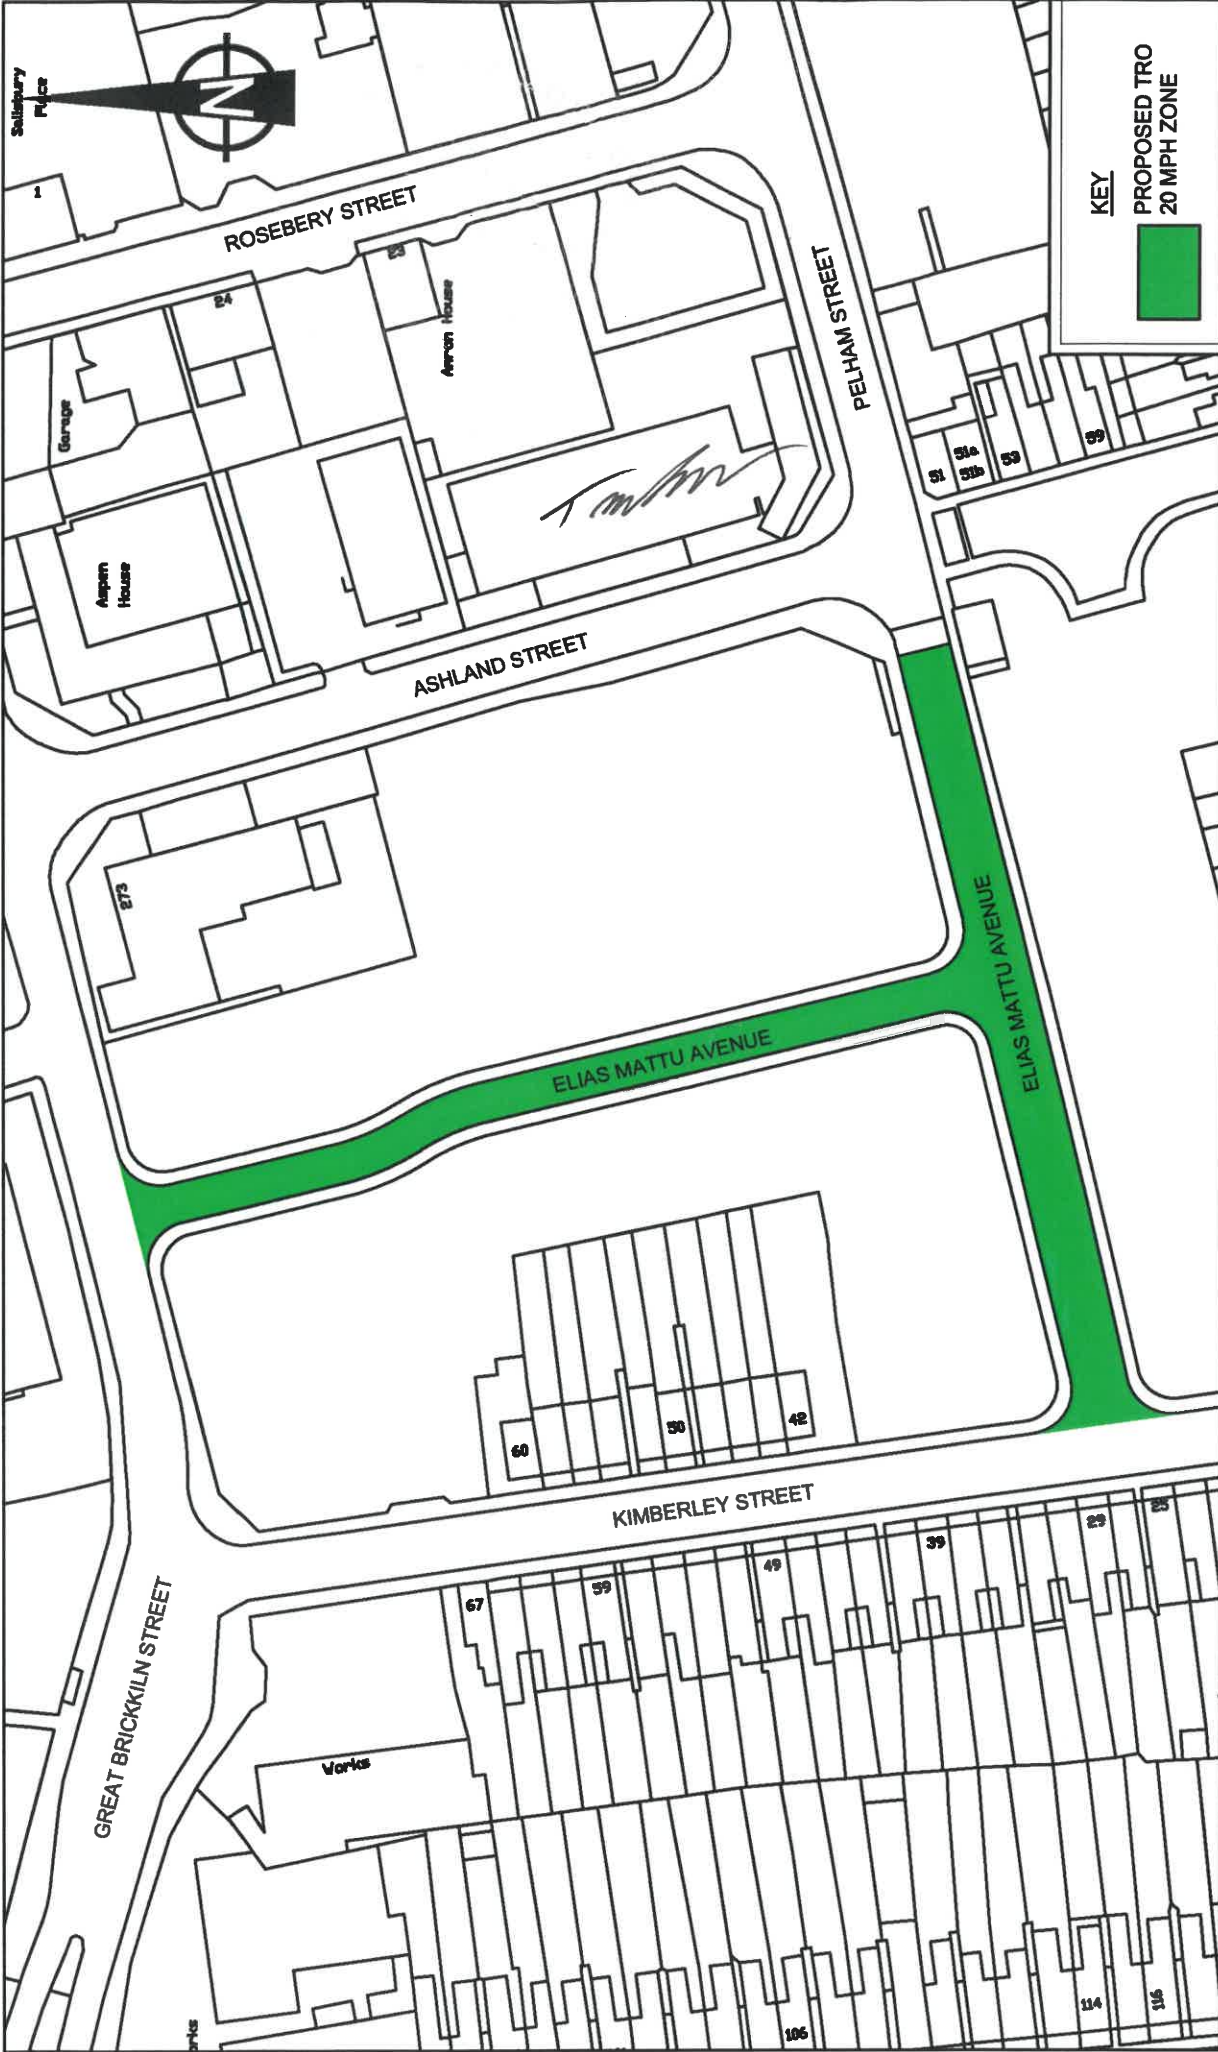 Salisbury
Place
N
1
ROSEBERY STREET
24
23
Garage
Anron House
PELHAM STREET
KEY
PROPOSED TRO
20 MPH ZONE
Aspen
House
51
51a
51b
53
59
ASHLAND STREET
273
ELIAS MATTU AVENUE
ELIAS MATTU AVENUE
60
50
42
KIMBERLEY STREET
GREAT BRICKKILN STREET
67
59
49
39
29
25
Works
rks
106
114
116